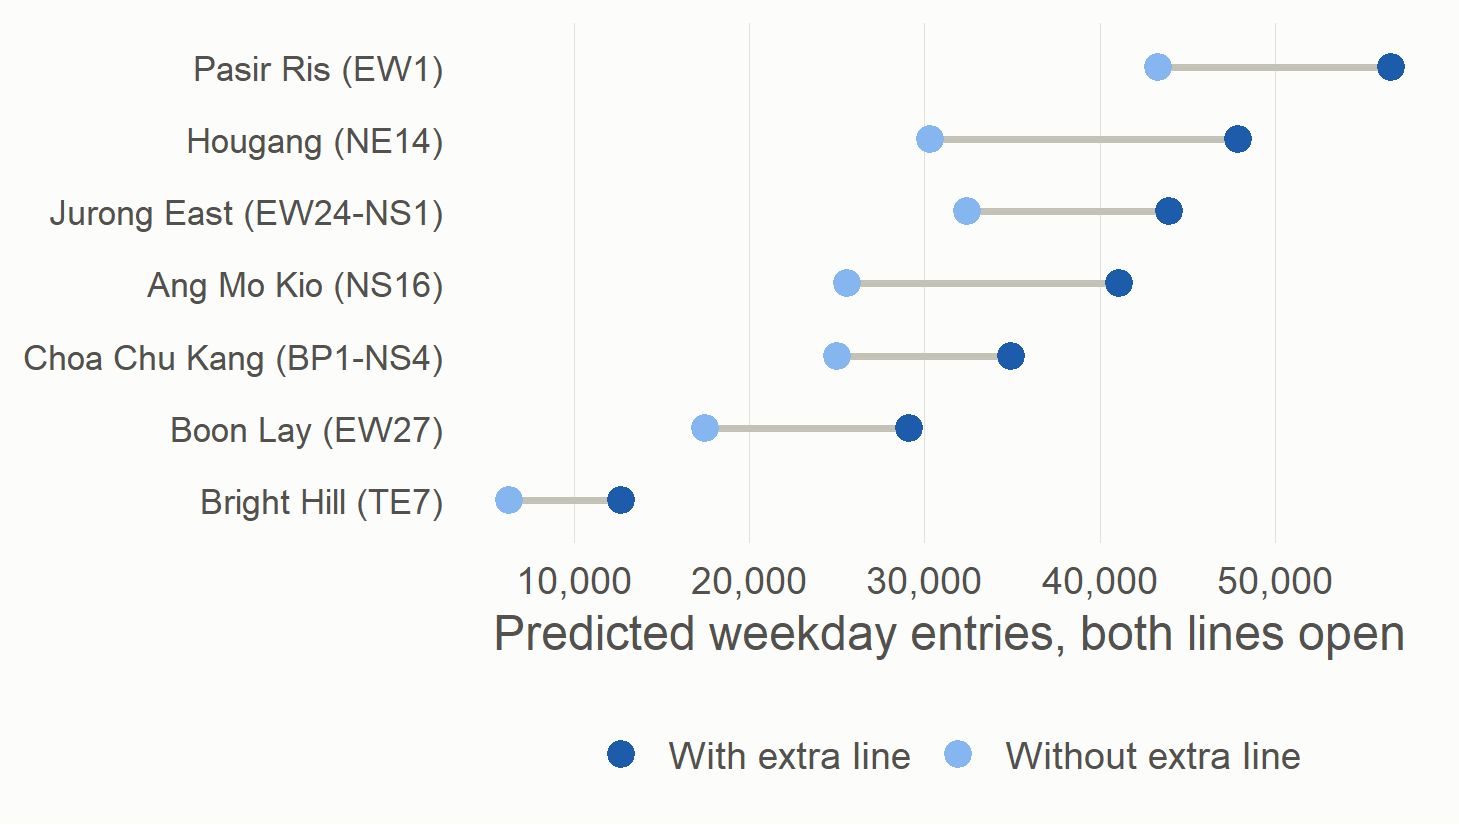 Pasir Ris (EW1)
Hougang (NE14)
Jurong East (EW24-NS1)
Ang Mo Kio (NS16)
Choa Chu Kang (BP1-NS4)
Boon Lay (EW27)
Bright Hill (TE7)
10,000 20,000 30,000 40,000 50,000
Predicted weekday entries, both lines open
With extra line Without extra line